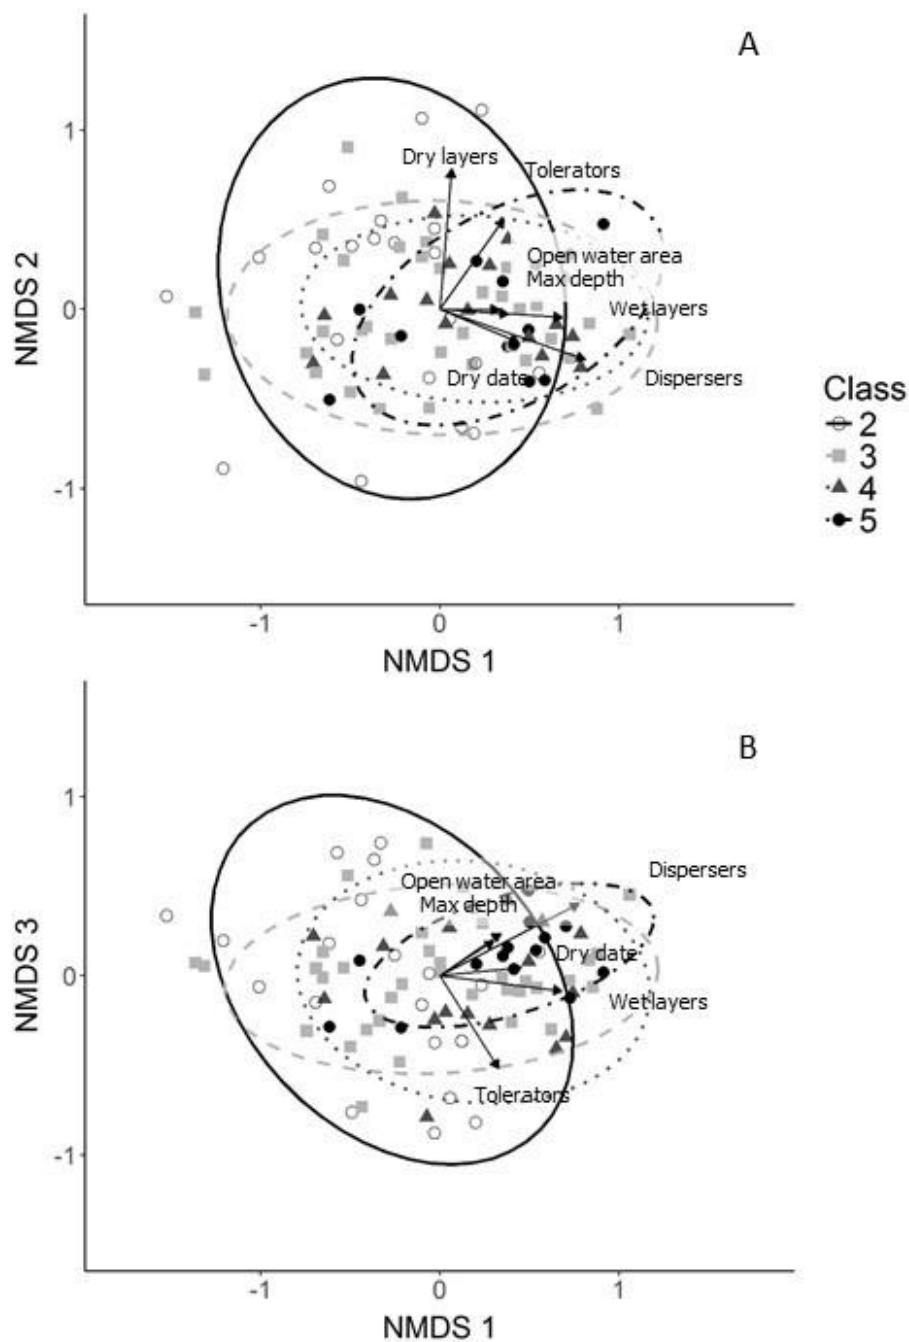 A
1
Dry layers
Tolerators
NMDS 2
Open water area
Max depth
0
Wet layers
Dry date
Dispersers
Class
2
3
4
5
-1
-1
0
1
NMDS 1
B
1
Dispersers
Open water area
Max depth
NMDS 3
Dry date
0
Wet layers
Tolerators
-1
-1
0
1
NMDS 1